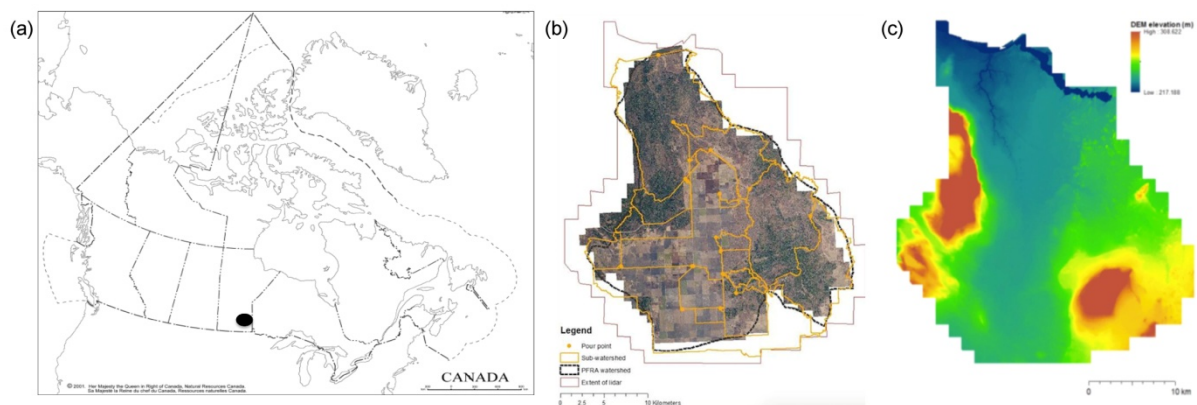 (a)
© 2001. Her Majesty the Queen in Right of Canada, Natural Resources Canada.
Sa Majesté la Reine du chef du Canada, Ressources naturelles Canada.
CANADA
(b)
Legend
Pour point
Sub-watershed
PFRA watershed
Extent of lidar
0 2.5 5 10 Kilometers
(c)
DEM elevation (m)
High : 308.622
Low : 217.188
0 10 km